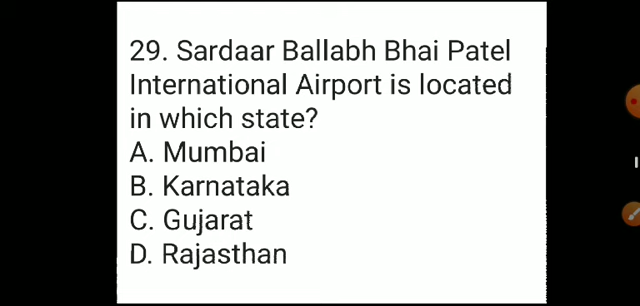 29. Sardaar Ballabh Bhai Patel
International Airport is located
in which state?
A. Mumbai
B. Karnataka
C. Gujarat
D. Rajasthan